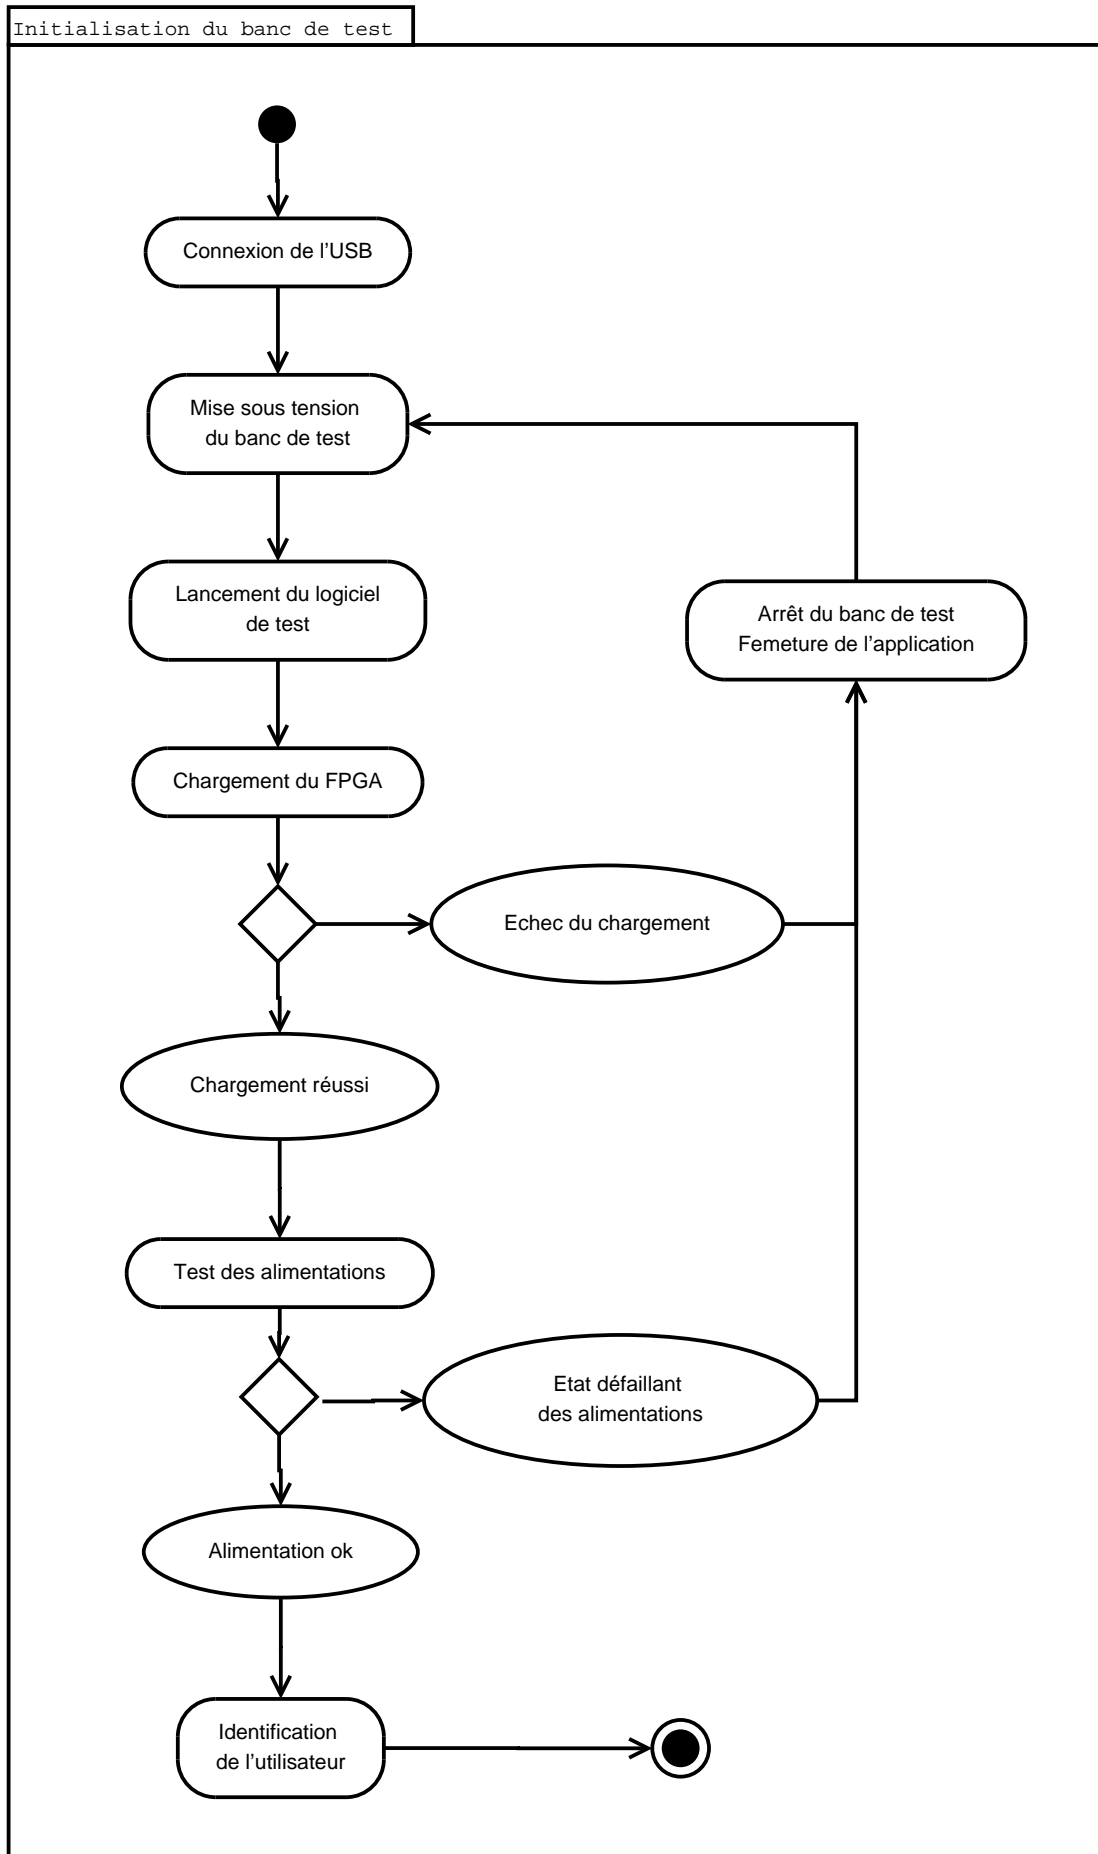 Initialisation du banc de test
Connexion de l'USB
Mise sous tension
du banc de test
Lancement du logiciel
de test
Arrêt du banc de test
Femeture de l'application
Chargement du FPGA
Echec du chargement
Chargement réussi
Test des alimentations
Etat défaillant
des alimentations
Alimentation ok
Identification
de l'utilisateur